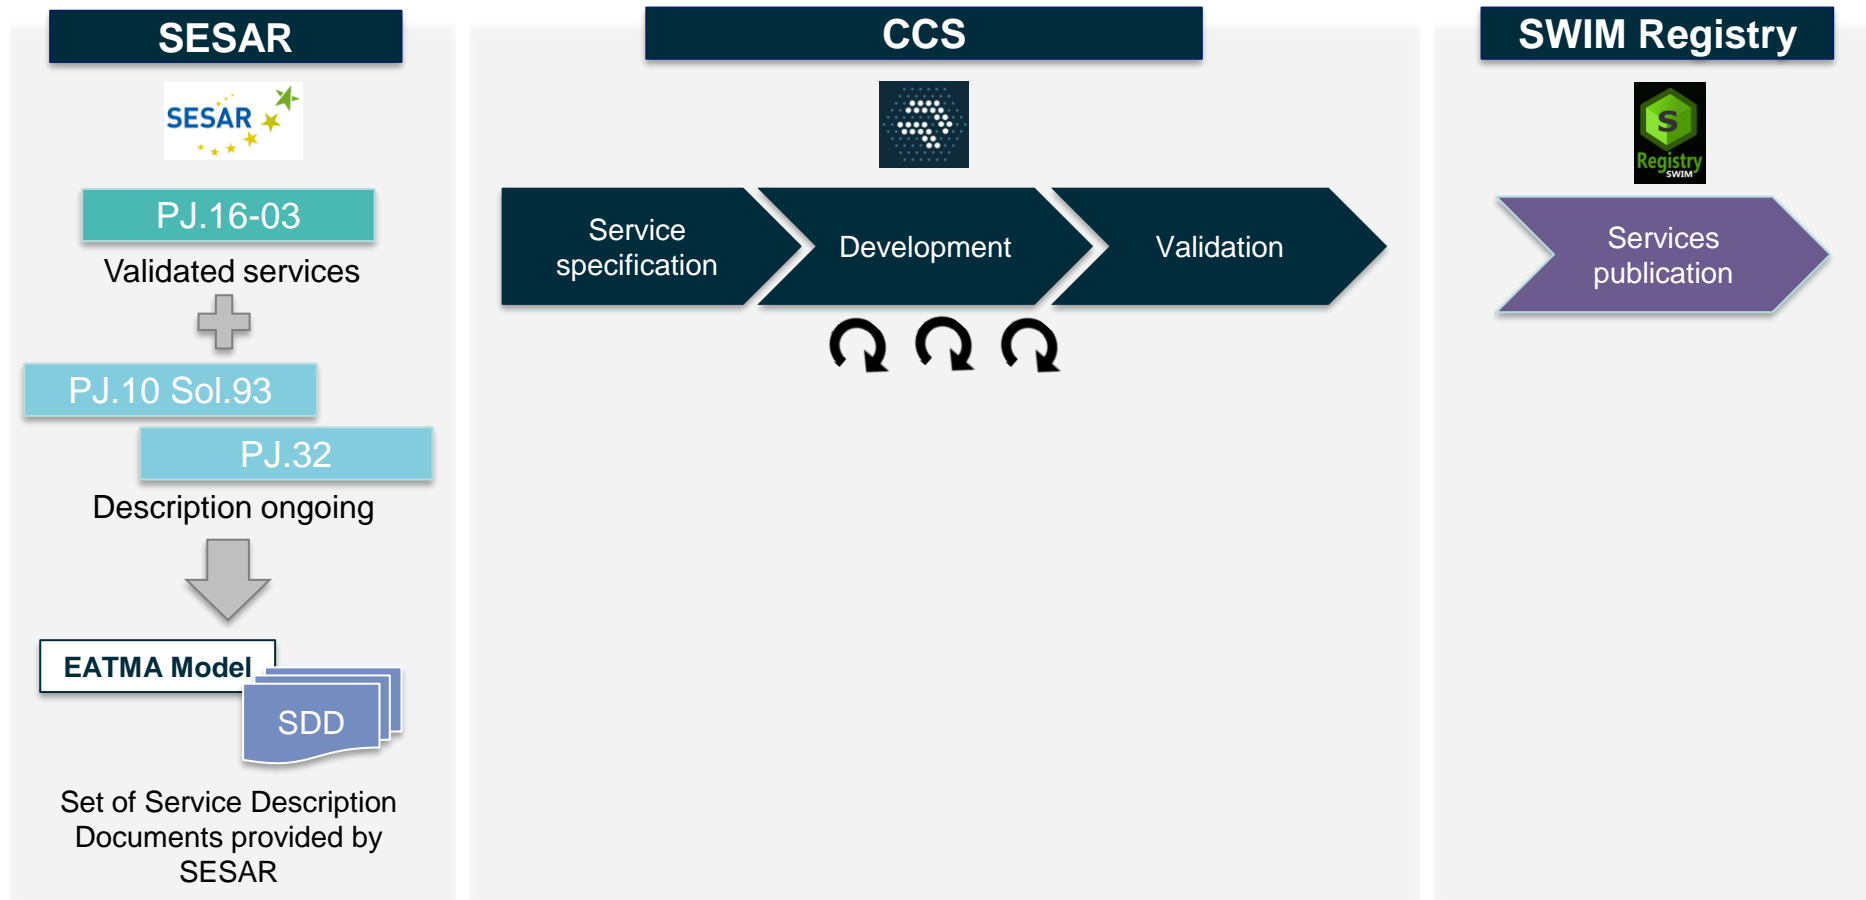 SESAR
SESAR
PJ.16-03
Validated services
PJ.10 Sol.93
PJ.32
Description ongoing
EATMA Model
SDD
Set of Service Description
Documents provided by
SESAR
CCS
Service
specification
Development
Validation
SWIM Registry
S
Registry
SWIM
Services
publication